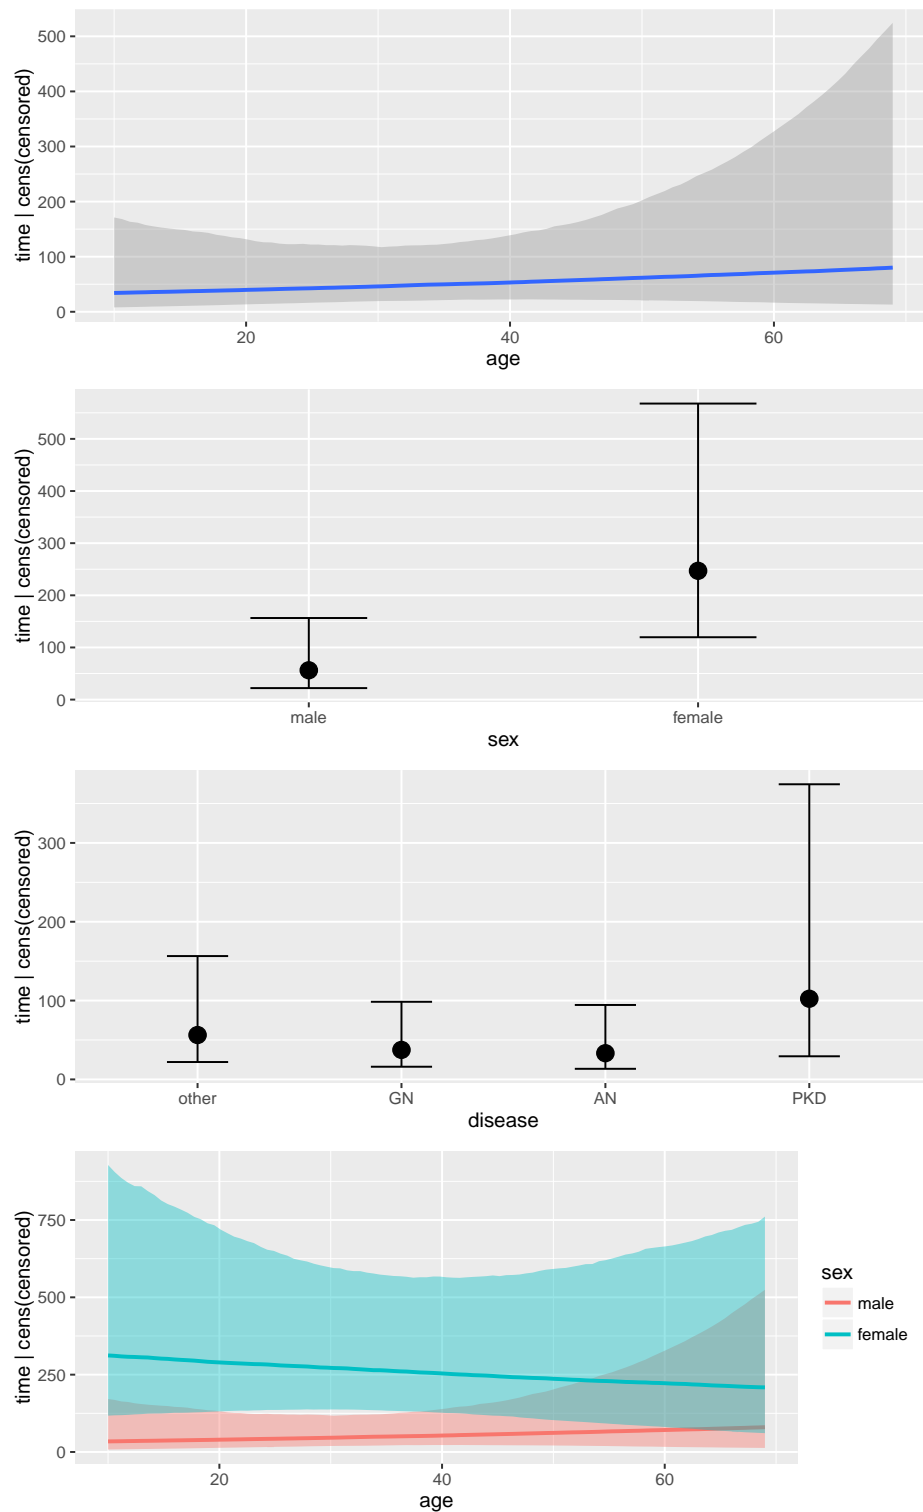 time | cens(censored)
500
400
300
200
100
0
20 40 60
age
time | cens(censored)
500
400
300
200
100
0
male female
sex
time | cens(censored)
300
200
100
0
other GN AN PKD
disease
time | cens(censored)
750
500
250
0
20 40 60
age
sex
male
female